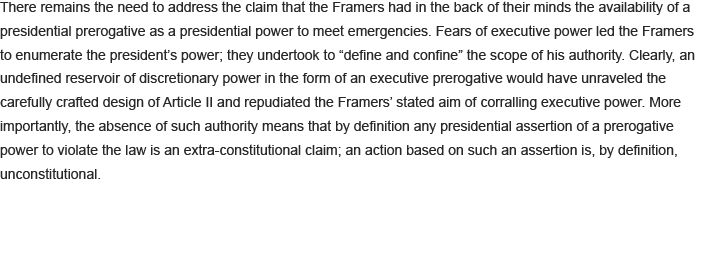 There remains the need to address the claim that the Framers had in the back of their minds the availability of a
presidential prerogative as a presidential power to meet emergencies. Fears of executive power led the Framers
to enumerate the president’s power; they undertook to “define and confine” the scope of his authority. Clearly, an
undefined reservoir of discretionary power in the form of an executive prerogative would have unraveled the
carefully crafted design of Article II and repudiated the Framers’ stated aim of corralling executive power. More
importantly, the absence of such authority means that by definition any presidential assertion of a prerogative
power to violate the law is an extra-constitutional claim; an action based on such an assertion is, by definition,
unconstitutional.